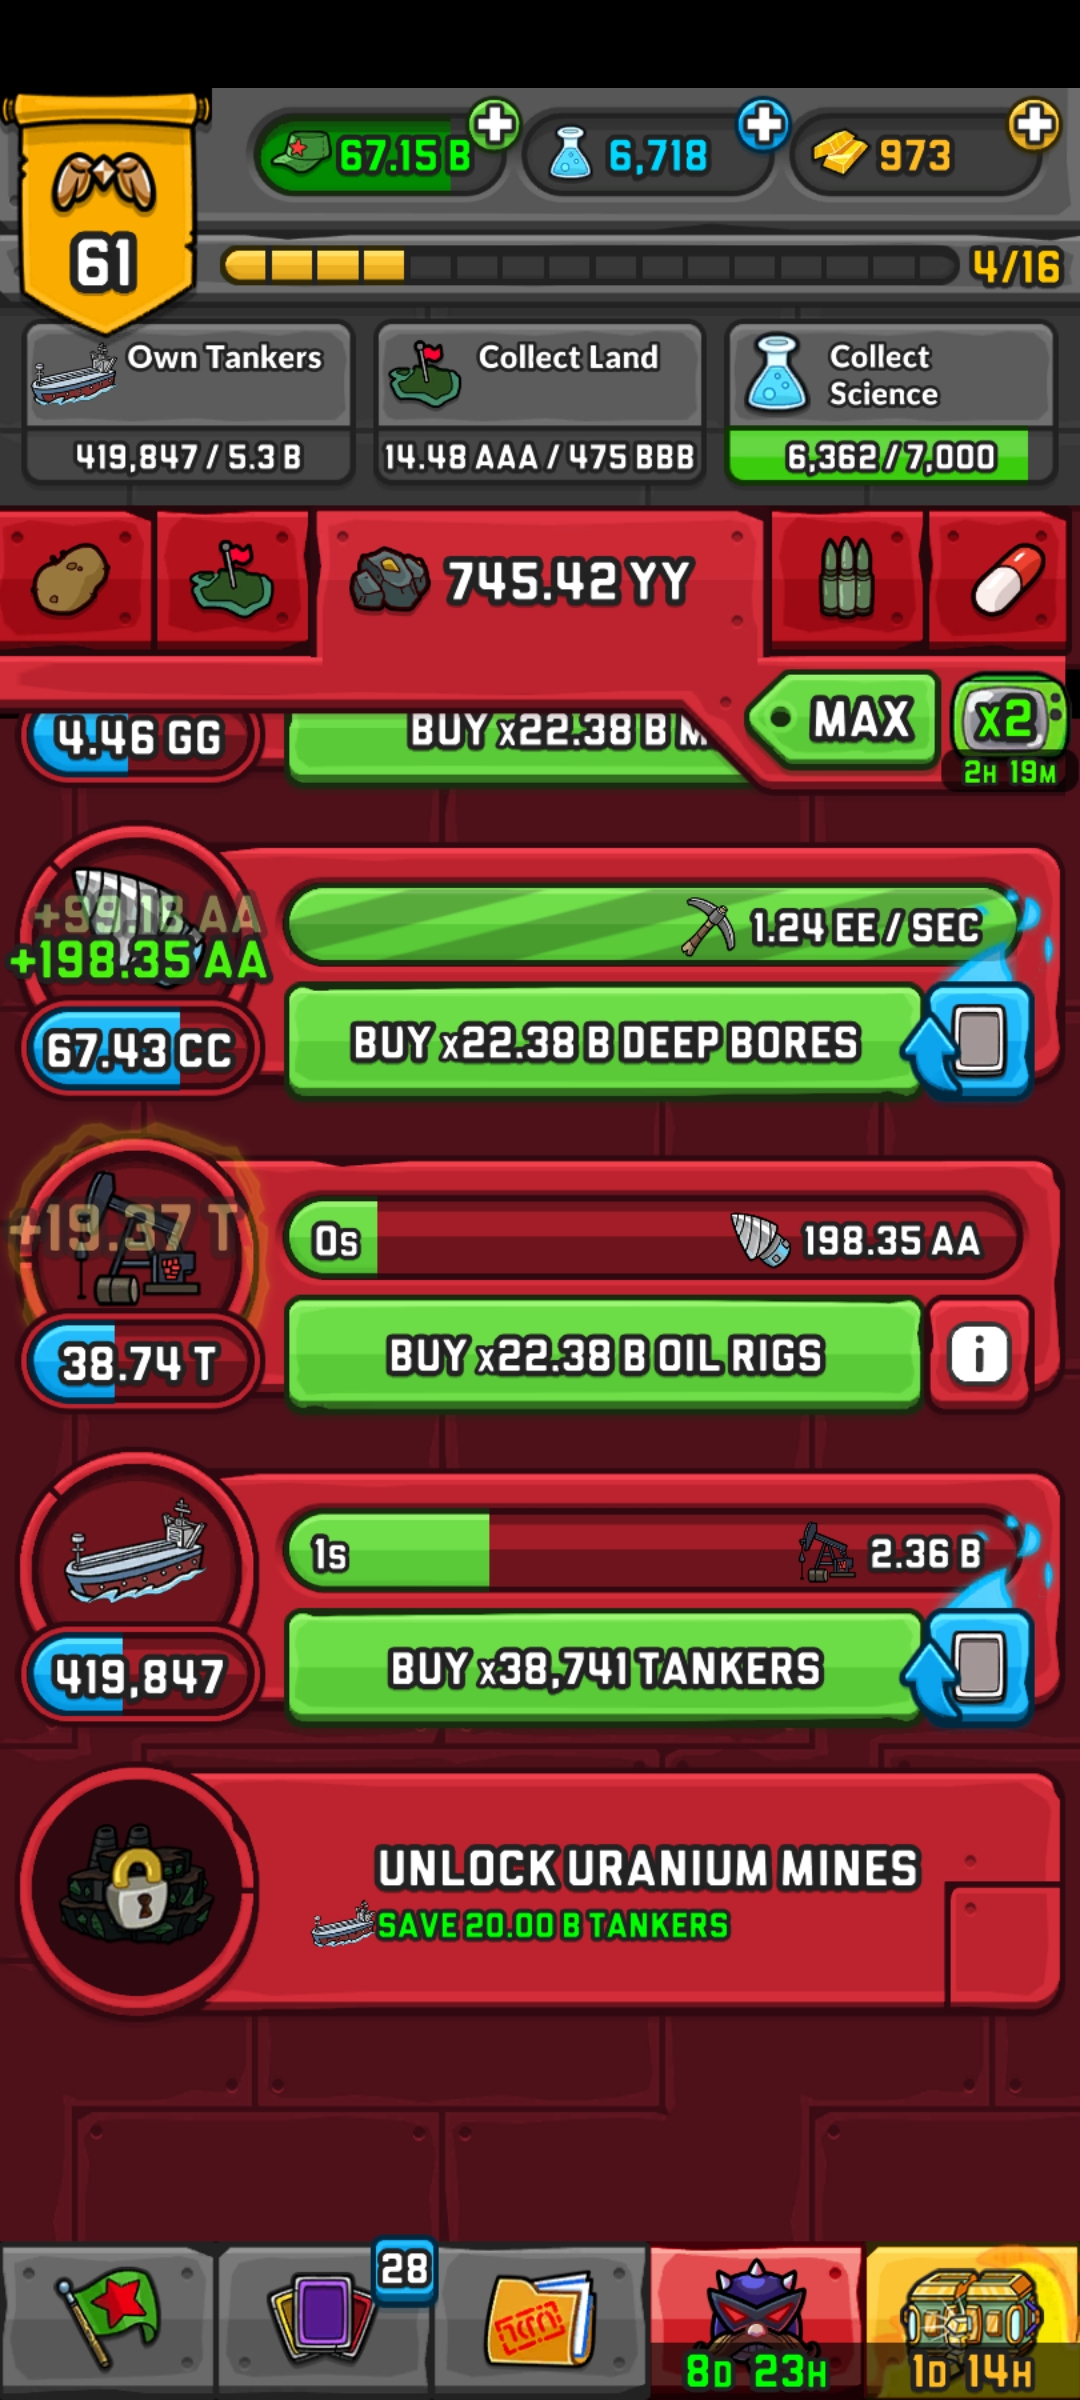 67.15 B
6,718
973
61
4/16
Own Tankers
419,847 / 5.3 B
Collect Land
14.48 AAA / 475 BBB
Collect
Science
6,362 / 7,000
745.42 YY
MAX
x2
2H 19M
4.46 GG
BUY x22.38 B
+99.18 AA
+198.35 AA
1.24 EE / SEC
67.43 CC
BUY x22.38 B DEEP BORES
+19.37 T
0s
198.35 AA
38.74 T
BUY x22.38 B OIL RIGS
i
1s
2.36 B
419,847
BUY x38,741 TANKERS
UNLOCK URANIUM MINES
SAVE 20.00 B TANKERS
28
8D 23H
1D 14H